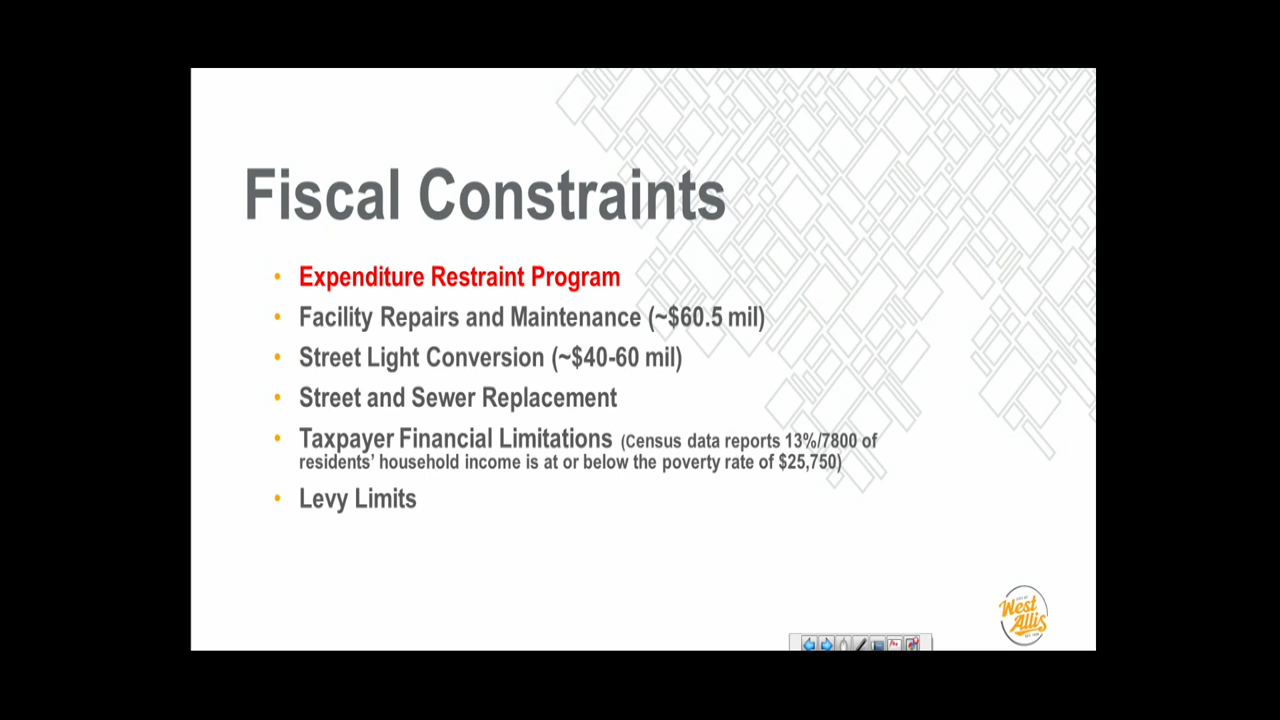 Fiscal Constraints
• Expenditure Restraint Program
• Facility Repairs and Maintenance (~$60.5 mil)
• Street Light Conversion (~$40-60 mil)
• Street and Sewer Replacement
• Taxpayer Financial Limitations (Census data reports 13%/7800 of
residents’ household income is at or below the poverty rate of $25,750)
• Levy Limits
West
Allis